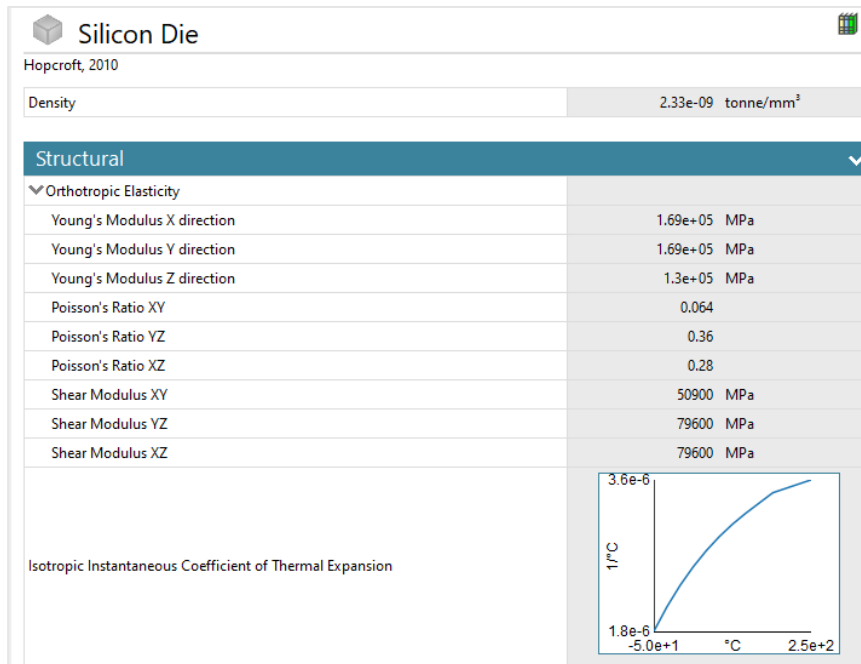 Silicon Die
Hopcroft, 2010
Density 2.33e-09 tonne/mm³
Structural
Orthotropic Elasticity
Young's Modulus X direction 1.69e+05 MPa
Young's Modulus Y direction 1.69e+05 MPa
Young's Modulus Z direction 1.3e+05 MPa
Poisson's Ratio XY 0.064
Poisson's Ratio YZ 0.36
Poisson's Ratio XZ 0.28
Shear Modulus XY 50900 MPa
Shear Modulus YZ 79600 MPa
Shear Modulus XZ 79600 MPa
Isotropic Instantaneous Coefficient of Thermal Expansion
3.6e-6
1/°C
1.8e-6
-5.0e+1 °C 2.5e+2